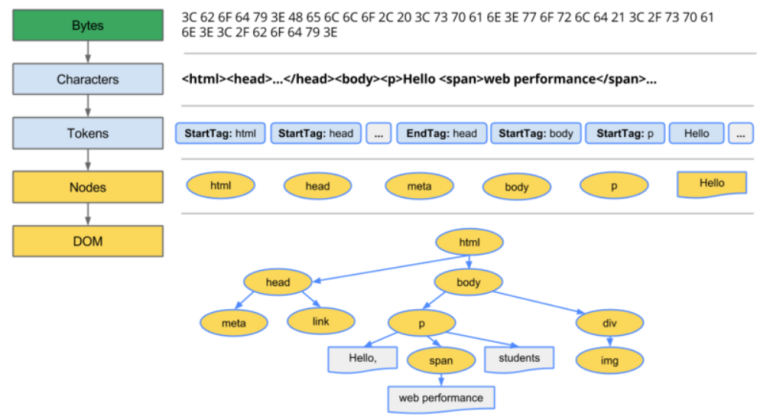 Bytes
3C 62 6F 64 79 3E 48 65 6C 6C 6F 2C 20 3C 73 70 61 6E 3E 77 6F 72 6C 64 21 3C 2F 73 70 61
6E 3E 3C 2F 62 6F 64 79 3E
Characters
<html><head>...</head><body><p>Hello <span>web performance</span>...
Tokens
StartTag: html StartTag: head ... EndTag: head StartTag: body StartTag: p Hello ...
Nodes
html head meta body p Hello
DOM
html
head body
meta link p div
Hello, span students img
web performance